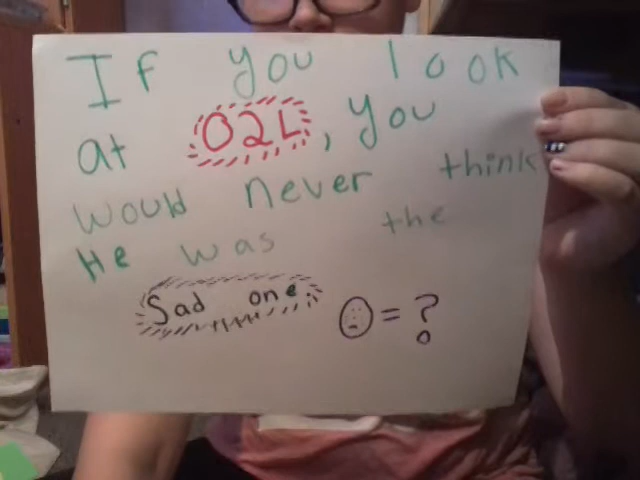 If you look
at O2L, you
would never think
He was the
Sad one.
= ?